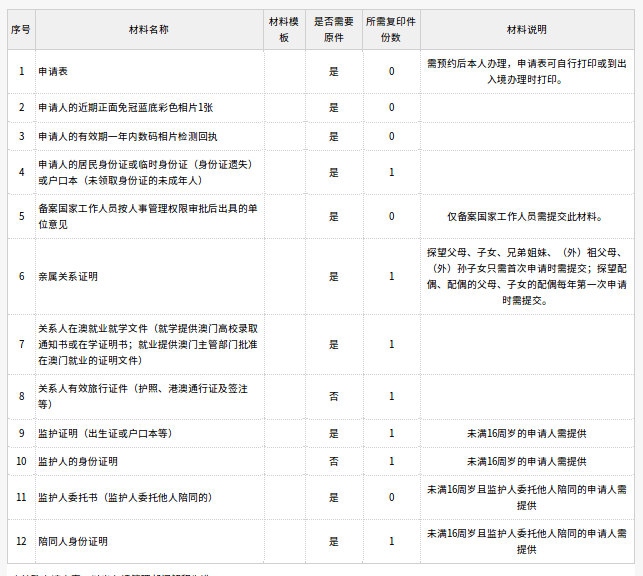 序号 材料名称 材料模板 是否需要原件 所需复印件份数 材料说明
1 申请表 是 0 需预约后本人办理，申请表可自行打印或到出
入境办理时打印。
2 申请人的近期正面免冠蓝底彩色相片1张 是 0
3 申请人的有效期一年内数码相片检测回执 是 0
4 申请人的居民身份证或临时身份证（身份证遗失） 是 1
或户口本（未领取身份证的未成年人）
5 备案国家工作人员按人事管理权限审批后出具的单 是 0 仅备案国家工作人员需提交此材料。
位意见
6 亲属关系证明 是 1 探望父母、子女、兄弟姐妹、（外）祖父母、
（外）孙子女只需首次申请时需提交；探望配
偶、配偶的父母、子女的配偶每年第一次申请
时需提交。
7 关系人在澳就业就学文件（就学提供澳门高校录取 是 1
通知书或在学证明书；就业提供澳门主管部门批准
在澳门就业的证明文件）
8 关系人有效旅行证件（护照、港澳通行证及签注 否 1
等）
9 监护证明（出生证或户口本等） 是 1 未满16周岁的申请人需提供
10 监护人的身份证明 否 1 未满16周岁的申请人需提供
11 监护人委托书（监护人委托他人陪同的） 是 0 未满16周岁且监护人委托他人陪同的申请人需
提供
12 陪同人身份证明 是 1 未满16周岁且监护人委托他人陪同的申请人需
提供